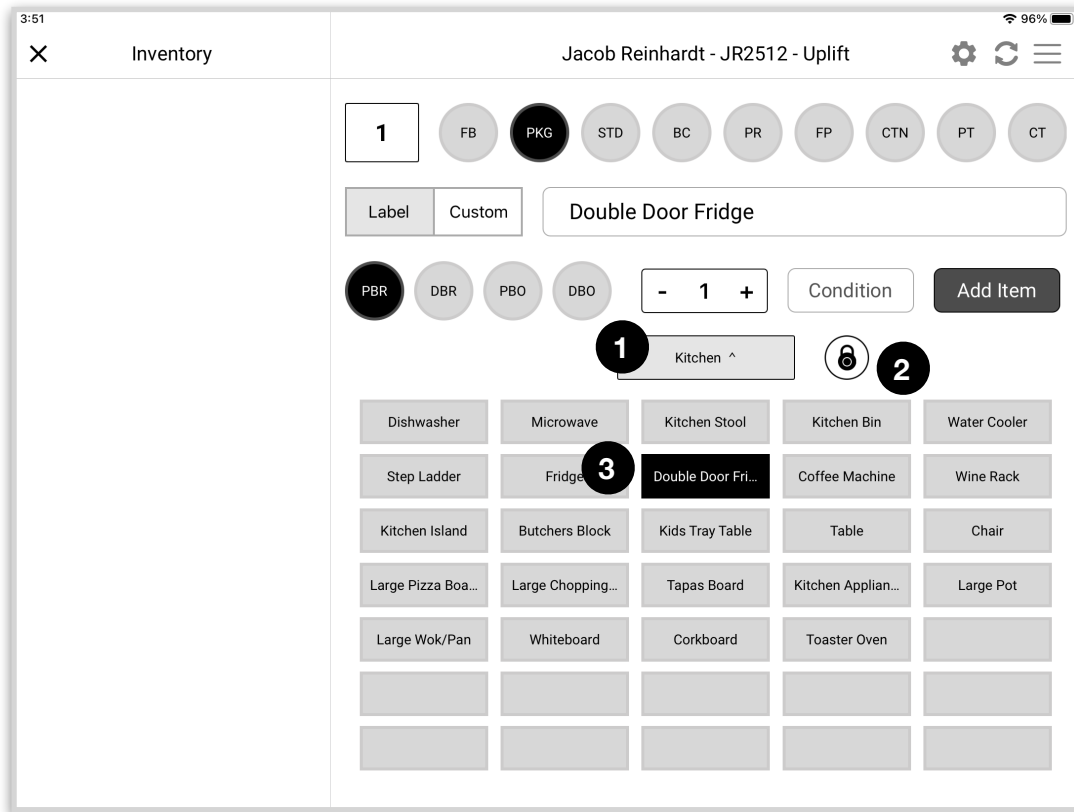 3:51
96%
Inventory
Jacob Reinhardt - JR2512 - Uplift
1 FB PKG STD BC PR FP CTN PT CT
Label Custom Double Door Fridge
PBR DBR PBO DBO - 1 + Condition Add Item
1 Kitchen ^ 2
Dishwasher Microwave Kitchen Stool Kitchen Bin Water Cooler
Step Ladder Fridge 3 Double Door Fri... Coffee Machine Wine Rack
Kitchen Island Butchers Block Kids Tray Table Table Chair
Large Pizza Boa... Large Chopping... Tapas Board Kitchen Applian... Large Pot
Large Wok/Pan Whiteboard Corkboard Toaster Oven